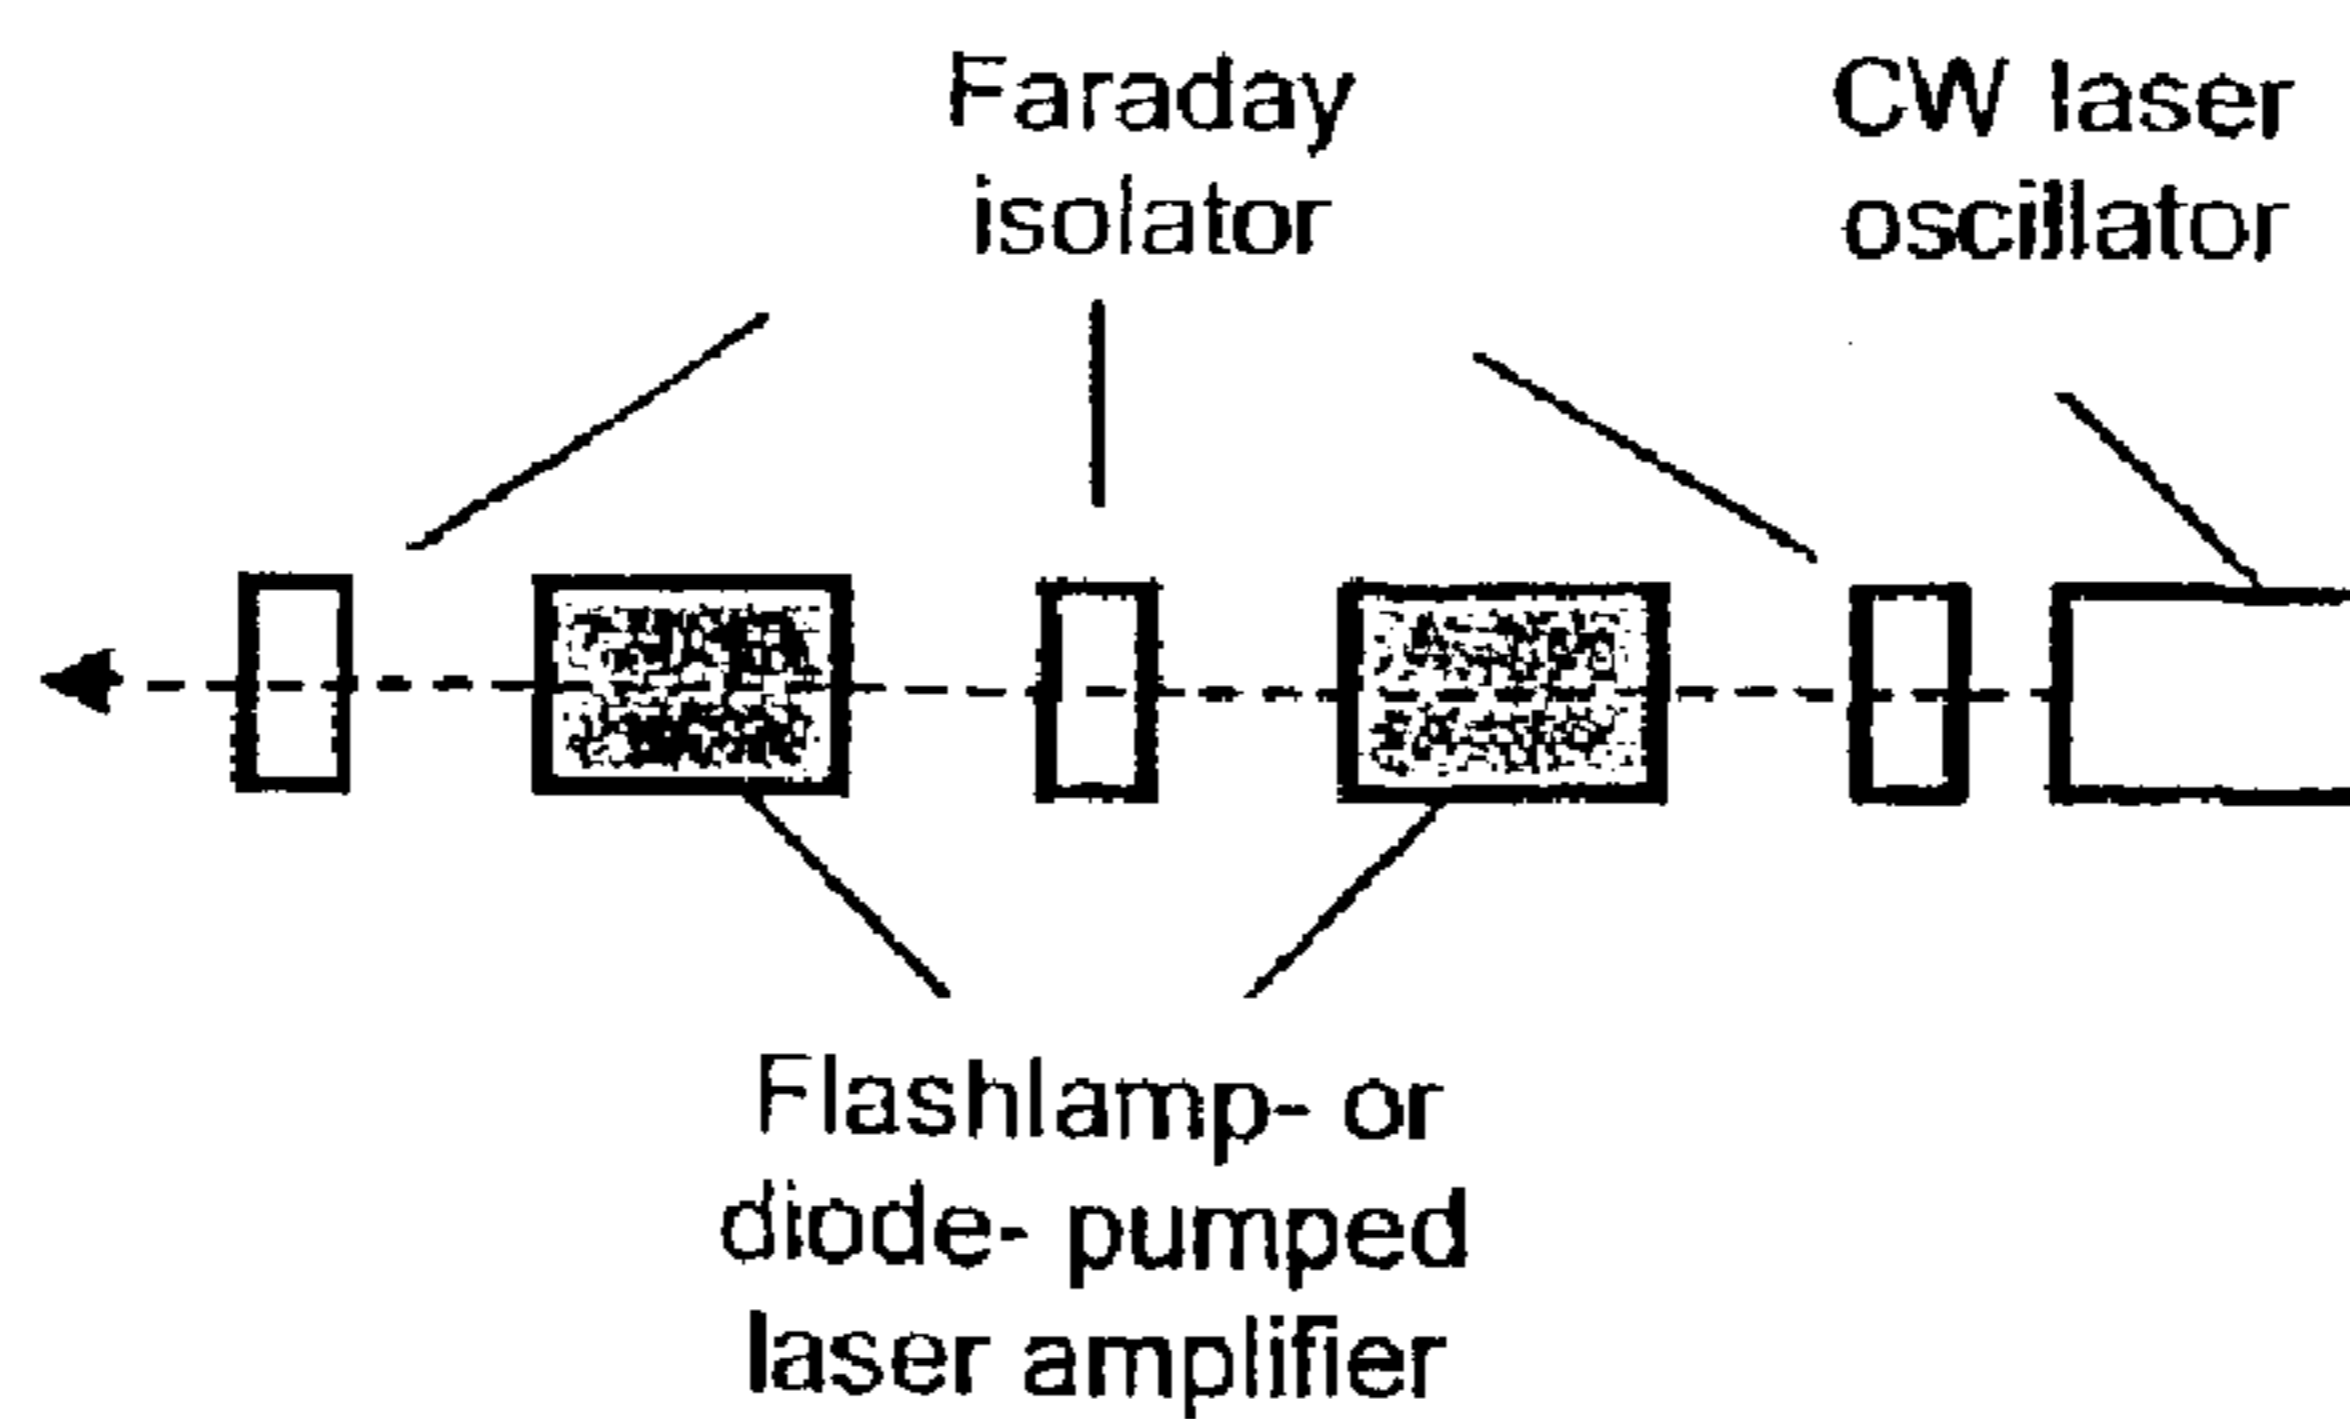 Faraday
isolator
CW laser
oscillator
Flashlamp- or
diode- pumped
laser amplifier